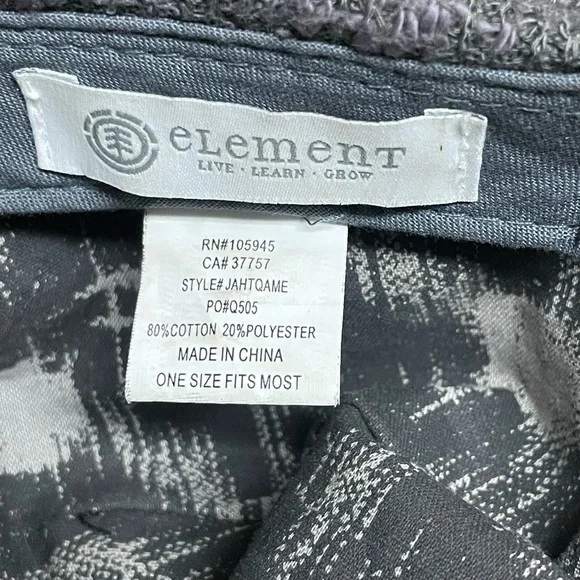 eLemenT
LIVE · LEARN · GROW
RN#105945
CA# 37757
STYLE#JAHTQAME
PO#Q505
80%COTTON 20%POLYESTER
MADE IN CHINA
ONE SIZE FITS MOST